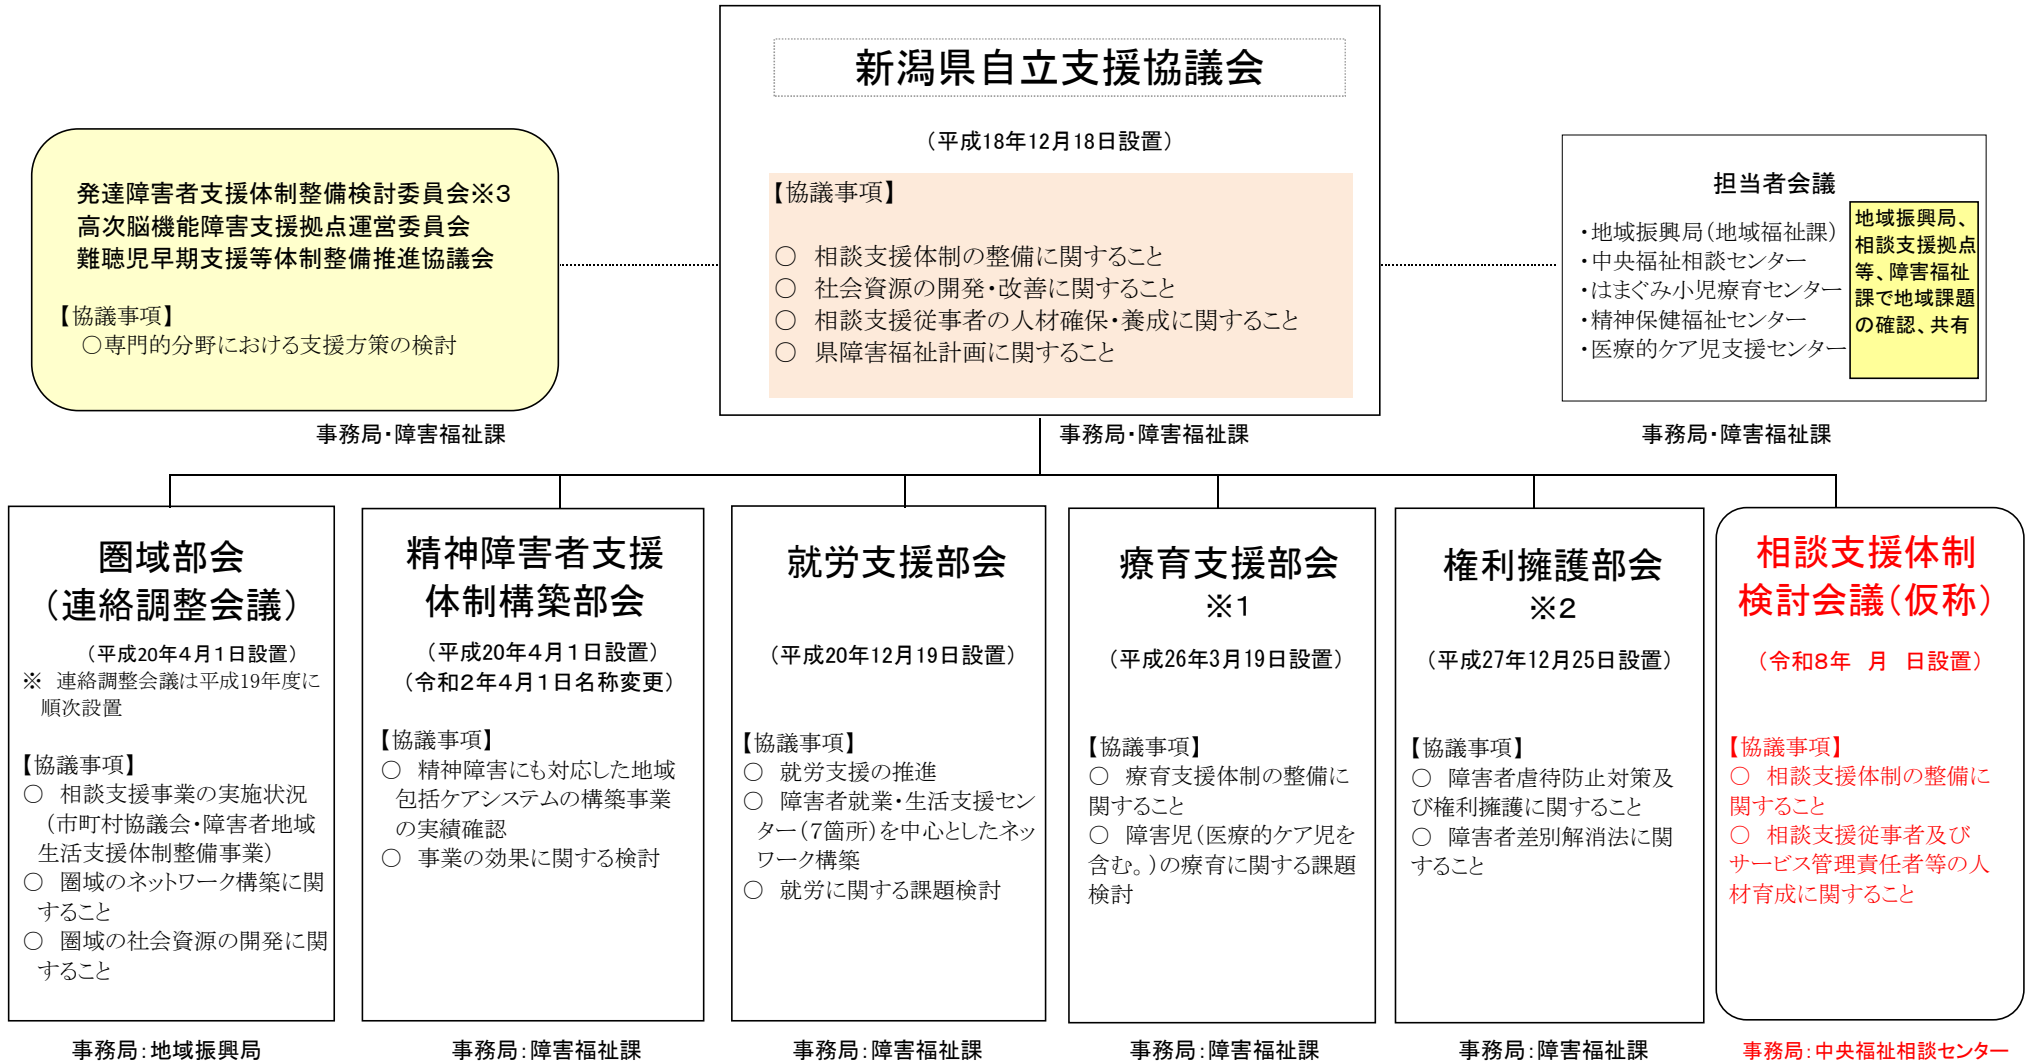 新潟県自立支援協議会
（平成18年12月18日設置）
【協議事項】
○　相談支援体制の整備に関すること
○　社会資源の開発・改善に関すること
○　相談支援従事者の人材確保・養成に関すること
○　県障害福祉計画に関すること
事務局・障害福祉課
発達障害者支援体制整備検討委員会※3
高次脳機能障害支援拠点運営委員会
難聴児早期支援等体制整備推進協議会
【協議事項】
○専門的分野における支援方策の検討
事務局・障害福祉課
担当者会議
・地域振興局（地域福祉課）
・中央福祉相談センター
・はまぐみ小児療育センター
・精神保健福祉センター
・医療的ケア児支援センター
地域振興局、
相談支援拠点
等、障害福祉
課で地域課題
の確認、共有
事務局・障害福祉課
圏域部会
（連絡調整会議）
（平成20年4月1日設置）
※　連絡調整会議は平成19年度に
順次設置
【協議事項】
○　相談支援事業の実施状況
（市町村協議会・障害者地域
生活支援体制整備事業）
○　圏域のネットワーク構築に関
すること
○　圏域の社会資源の開発に関
すること
事務局：地域振興局
精神障害者支援
体制構築部会
（平成20年4月1日設置）
（令和2年4月1日名称変更）
【協議事項】
○　精神障害にも対応した地域
包括ケアシステムの構築事業
の実績確認
○　事業の効果に関する検討
事務局：障害福祉課
就労支援部会
（平成20年12月19日設置）
【協議事項】
○　就労支援の推進
○　障害者就業・生活支援セン
ター（7箇所）を中心としたネッ
ワーク構築
○　就労に関する課題検討
事務局：障害福祉課
療育支援部会
※1
（平成26年3月19日設置）
【協議事項】
○　療育支援体制の整備に
関すること
○　障害児（医療的ケア児を
含む。）の療育に関する課題
検討
事務局：障害福祉課
権利擁護部会
※2
（平成27年12月25日設置）
【協議事項】
○　障害者虐待防止対策及
び権利擁護に関すること
○　障害者差別解消法に関
すること
事務局：障害福祉課
相談支援体制
検討会議（仮称）
（令和8年　月　日設置）
【協議事項】
○　相談支援体制の整備に
関すること
○　相談支援従事者及び
サービス管理責任者等の人
材育成に関すること
事務局：中央福祉相談センター